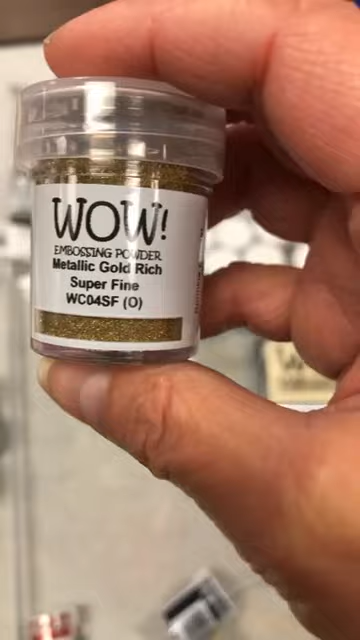 WOW!
EMBOSSING POWDER
Metallic Gold Rich
Super Fine
WC04SF (O)